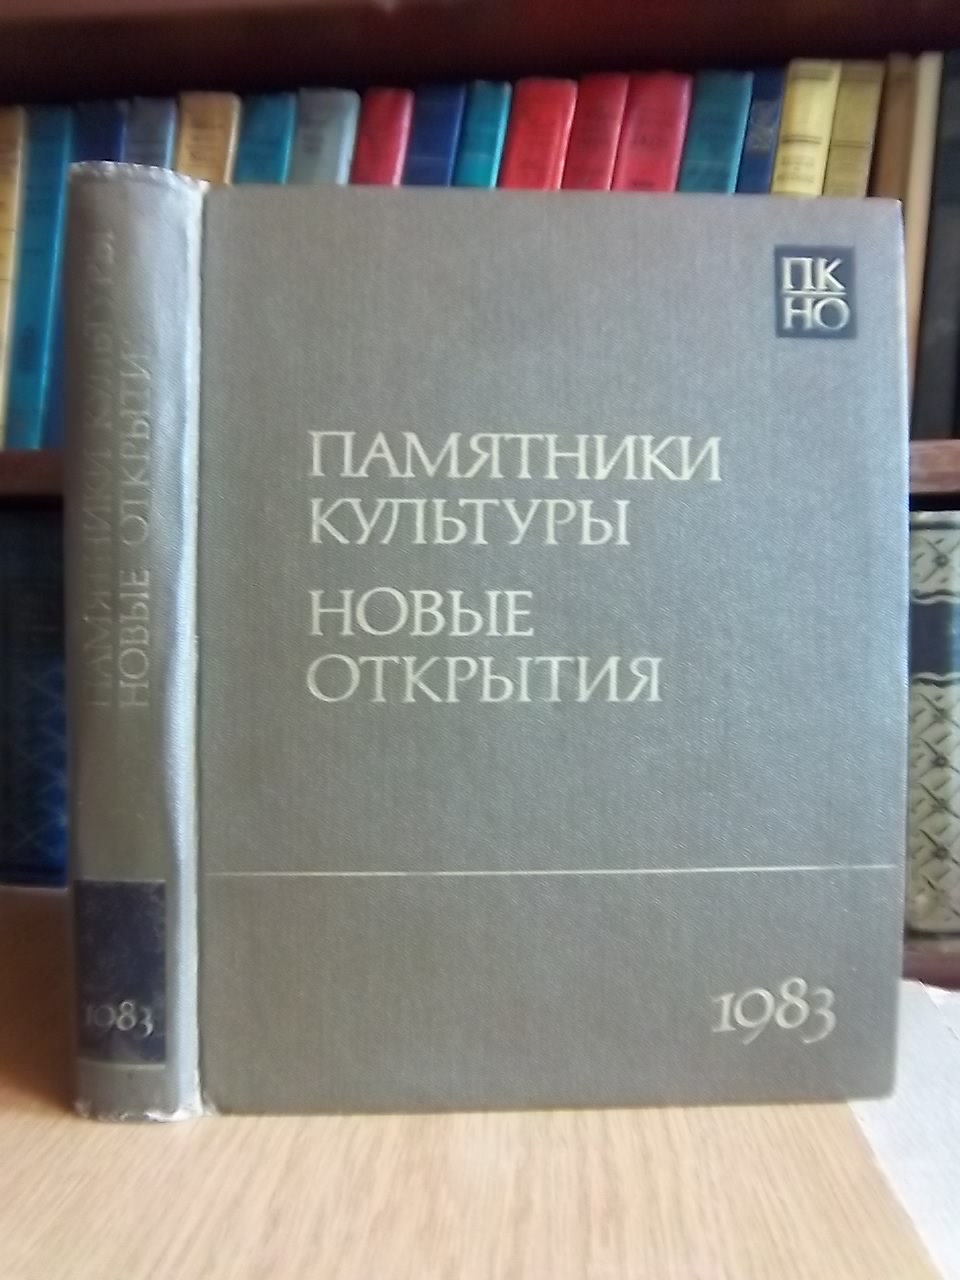 ПК
НО
ПАМЯТНИКИ
КУЛЬТУРЫ
НОВЫЕ
ОТКРЫТИЯ
1983
ПАМЯТНИКИ КУЛЬТУРЫ
НОВЫЕ ОТКРЫТИЯ
1983